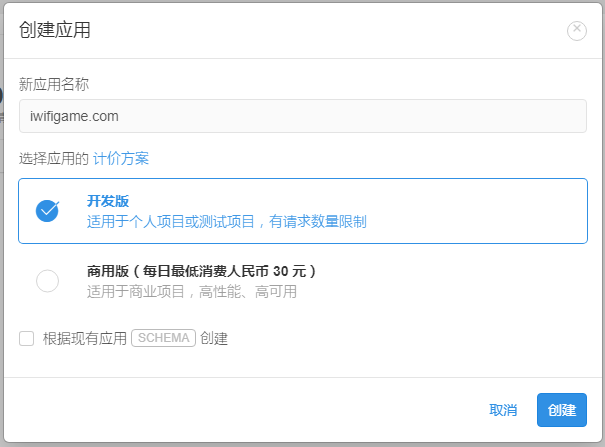 创建应用
新应用名称
iwifigame.com
选择应用的 计价方案
开发版
适用于个人项目或测试项目，有请求数量限制
商用版（每日最低消费人民币 30 元）
适用于商业项目，高性能、高可用
根据现有应用 SCHEMA 创建
取消 创建